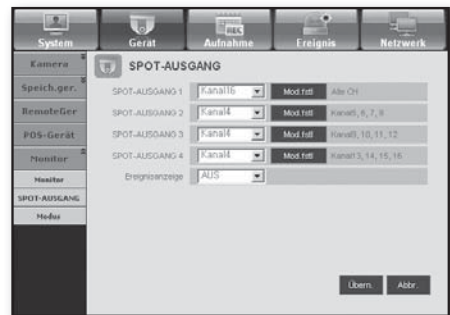 System Gerät Aufnahme Ereignis Netzwerk
Kamera
Speich.ger.
RemoteGer
POS-Gerät
Monitor
Monitor
SPOT-AUSGANG
Modus
SPOT-AUSGANG
SPOT-AUSGANG 1 Kanal16 Mod.fstl Alle CH
SPOT-AUSGANG 2 Kanal4 Mod.fstl Kanal5, 6, 7, 8
SPOT-AUSGANG 3 Kanal4 Mod.fstl Kanal9, 10, 11, 12
SPOT-AUSGANG 4 Kanal4 Mod.fstl Kanal13, 14, 15, 16
Ereignisanzeige AUS
Übern. Abbr.